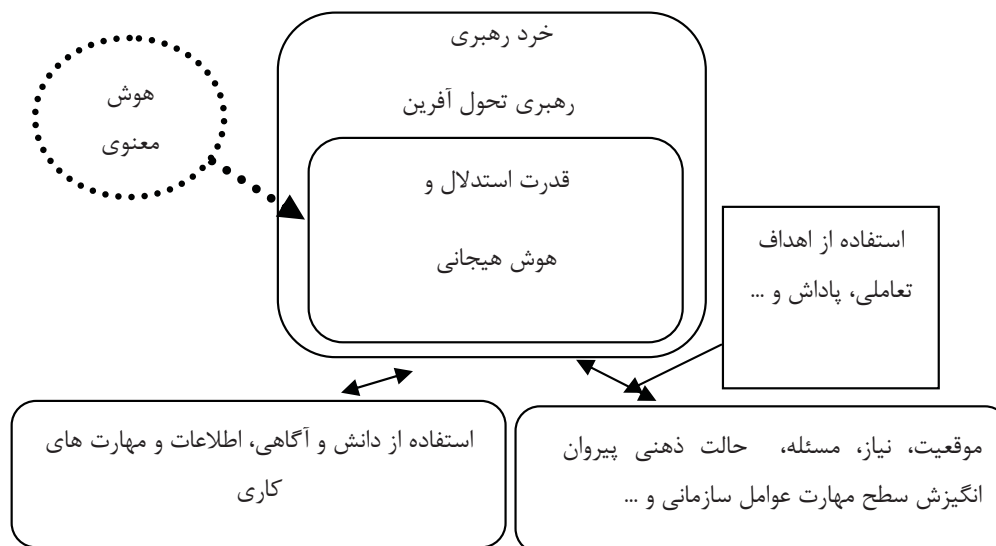 خرد رهبری
رهبری تحول آفرین
هوش
معنوی
قدرت استدلال و
هوش هیجانی
استفاده از اهداف
تعاملی، پاداش و ...
استفاده از دانش و آگاهی، اطلاعات و مهارت های
کاری
موقعیت، نیاز، مسئله، حالت ذهنی پیروان
انگیزش سطح مهارت عوامل سازمانی و ...